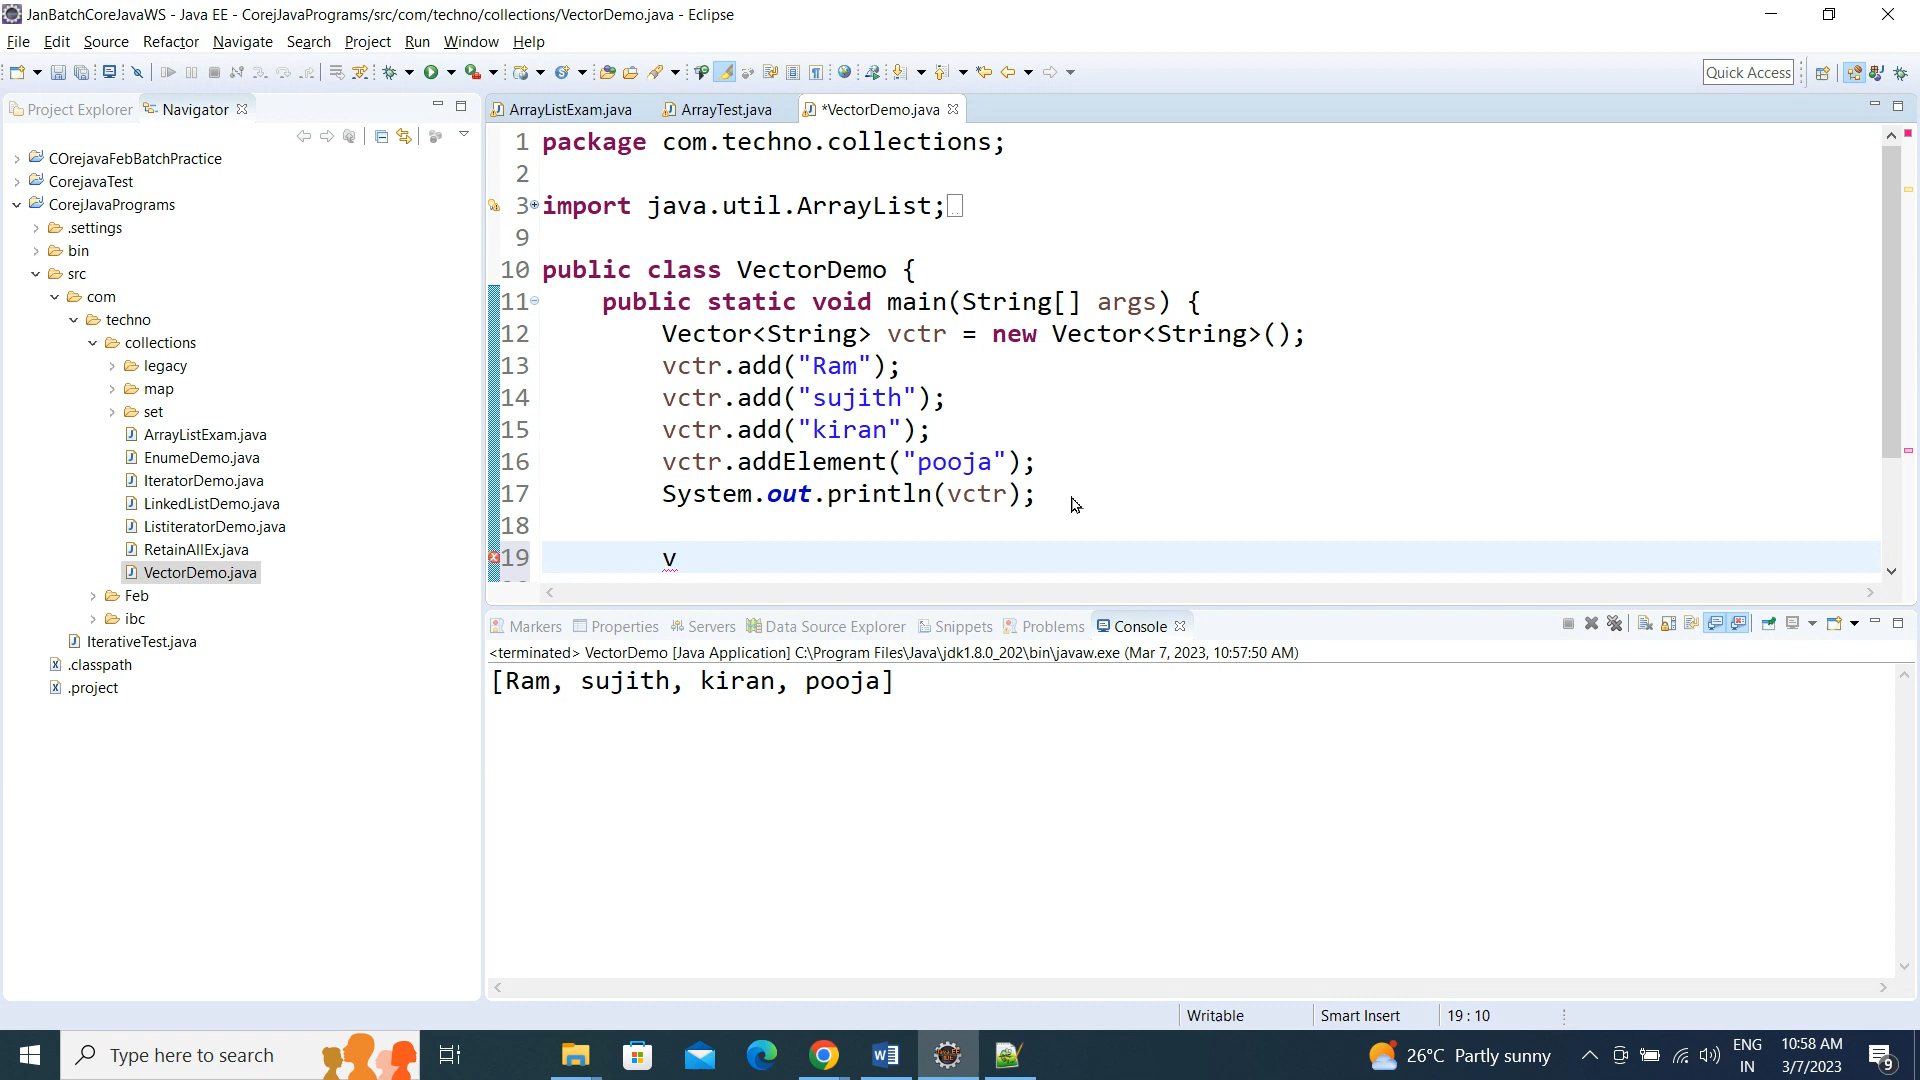 JanBatchCoreJavaWS - Java EE - CorejJavaPrograms/src/com/techno/collections/VectorDemo.java - Eclipse
File Edit Source Refactor Navigate Search Project Run Window Help
Quick Access
Project Explorer Navigator
ArrayListExam.java ArrayTest.java *VectorDemo.java
COrejavaFebBatchPractice
CorejavaTest
CorejJavaPrograms
.settings
bin
src
com
techno
collections
legacy
map
set
ArrayListExam.java
EnumeDemo.java
IteratorDemo.java
LinkedListDemo.java
ListiteratorDemo.java
RetainAllEx.java
VectorDemo.java
Feb
ibc
IterativeTest.java
.classpath
.project
1 package com.techno.collections;
2
3 import java.util.ArrayList;
9
10 public class VectorDemo {
11 public static void main(String[] args) {
12 Vector<String> vctr = new Vector<String>();
13 vctr.add("Ram");
14 vctr.add("sujith");
15 vctr.add("kiran");
16 vctr.addElement("pooja");
17 System.out.println(vctr);
18
19 v
Markers Properties Servers Data Source Explorer Snippets Problems Console
<terminated> VectorDemo [Java Application] C:\Program Files\Java\jdk1.8.0_202\bin\javaw.exe (Mar 7, 2023, 10:57:50 AM)
[Ram, sujith, kiran, pooja]
Writable Smart Insert 19 : 10
Type here to search
26°C Partly sunny
ENG
IN
10:58 AM
3/7/2023
9